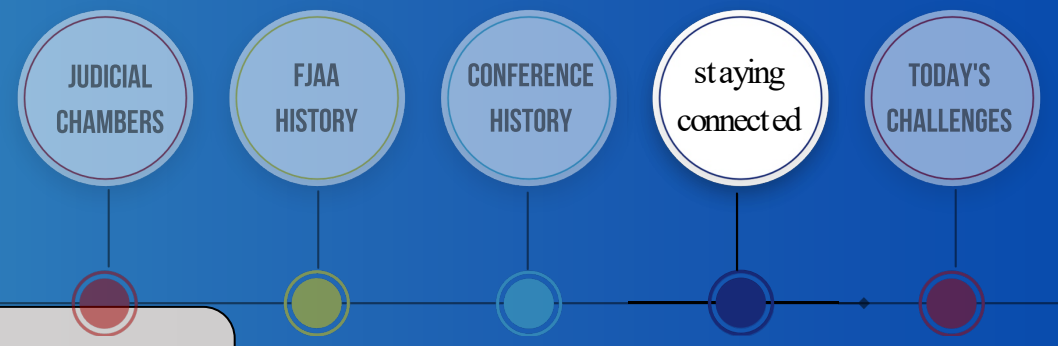 JUDICIAL
CHAMBERS
FJAA
HISTORY
CONFERENCE
HISTORY
staying
connected
TODAY'S
CHALLENGES